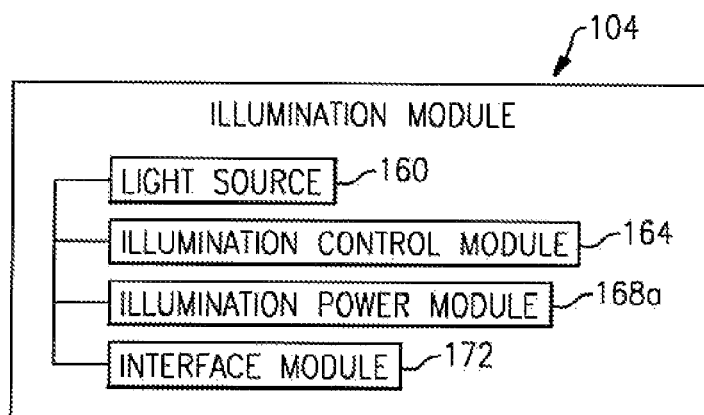 104
ILLUMINATION MODULE
LIGHT SOURCE 160
ILLUMINATION CONTROL MODULE 164
ILLUMINATION POWER MODULE 168a
INTERFACE MODULE 172